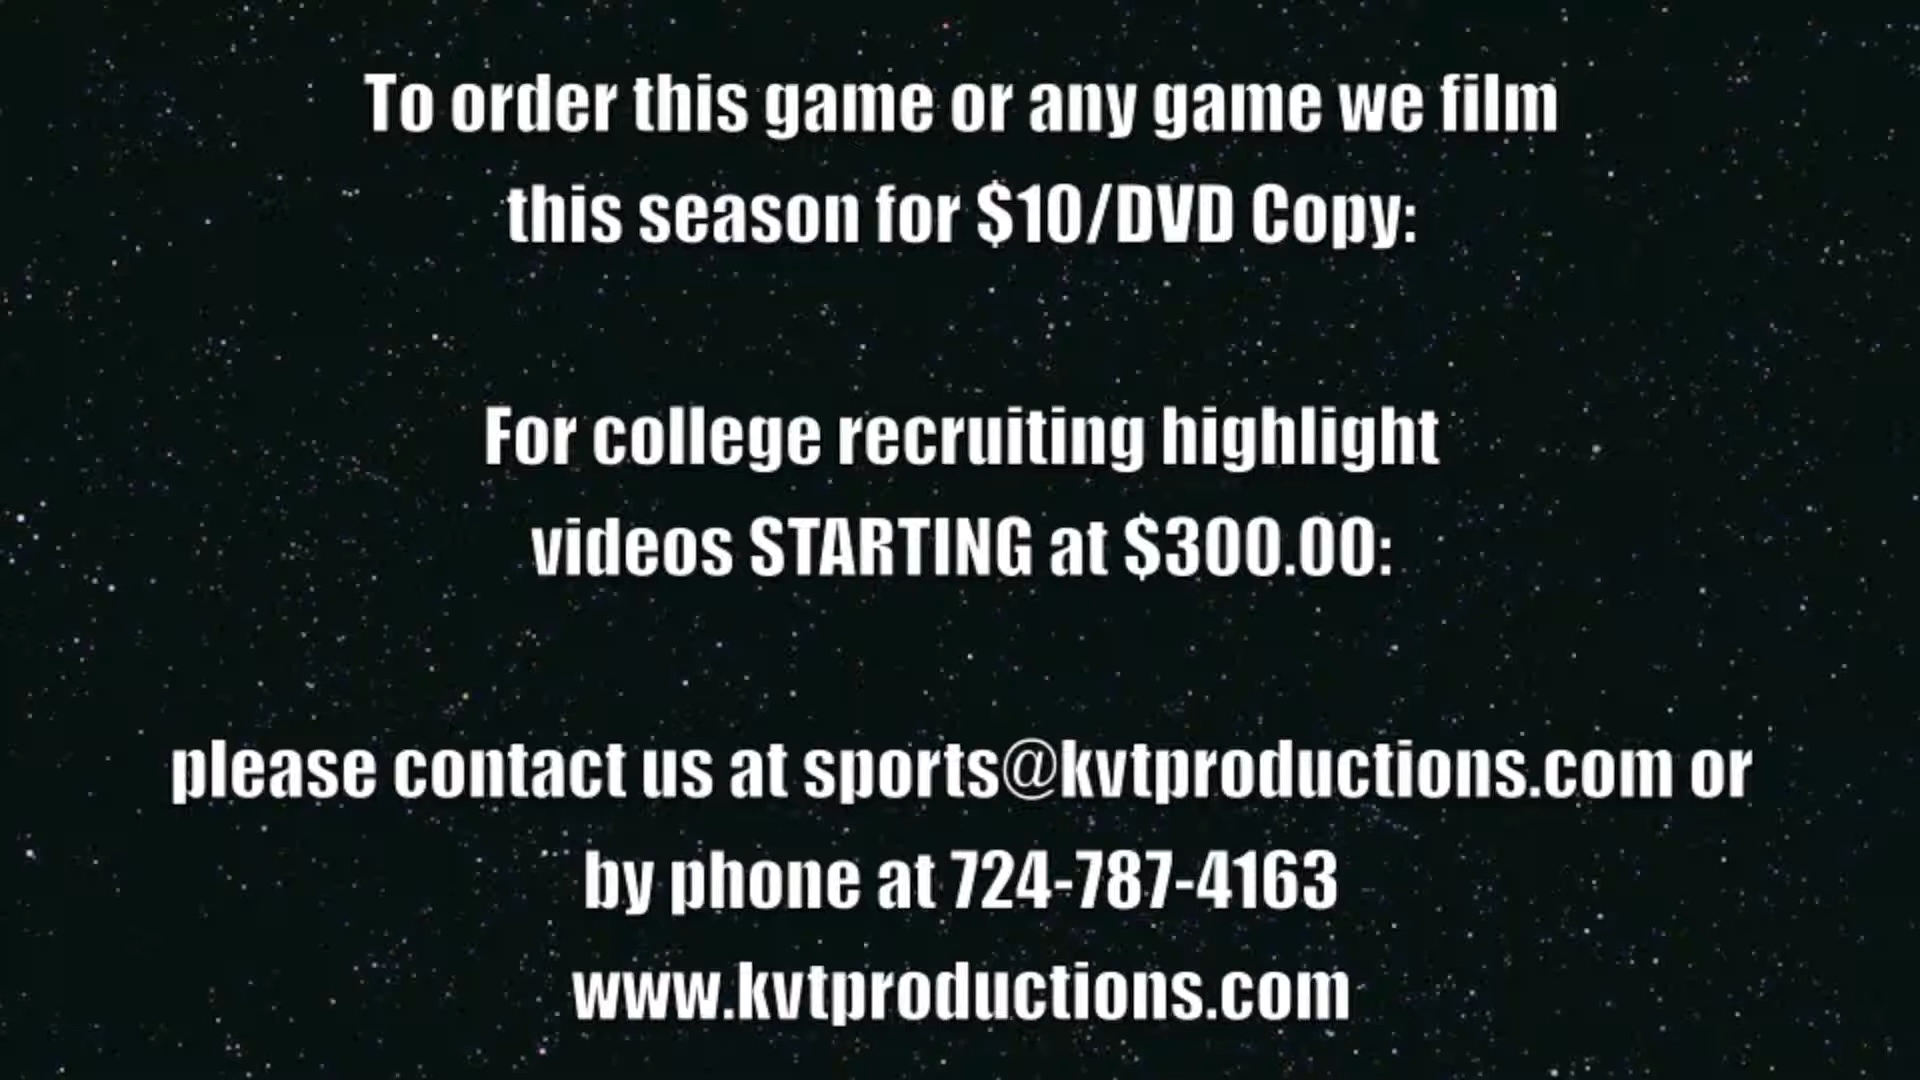 To order this game or any game we film
this season for $10/DVD Copy:
For college recruiting highlight
videos STARTING at $300.00:
please contact us at sports@kvtproductions.com or
by phone at 724-787-4163
www.kvtproductions.com